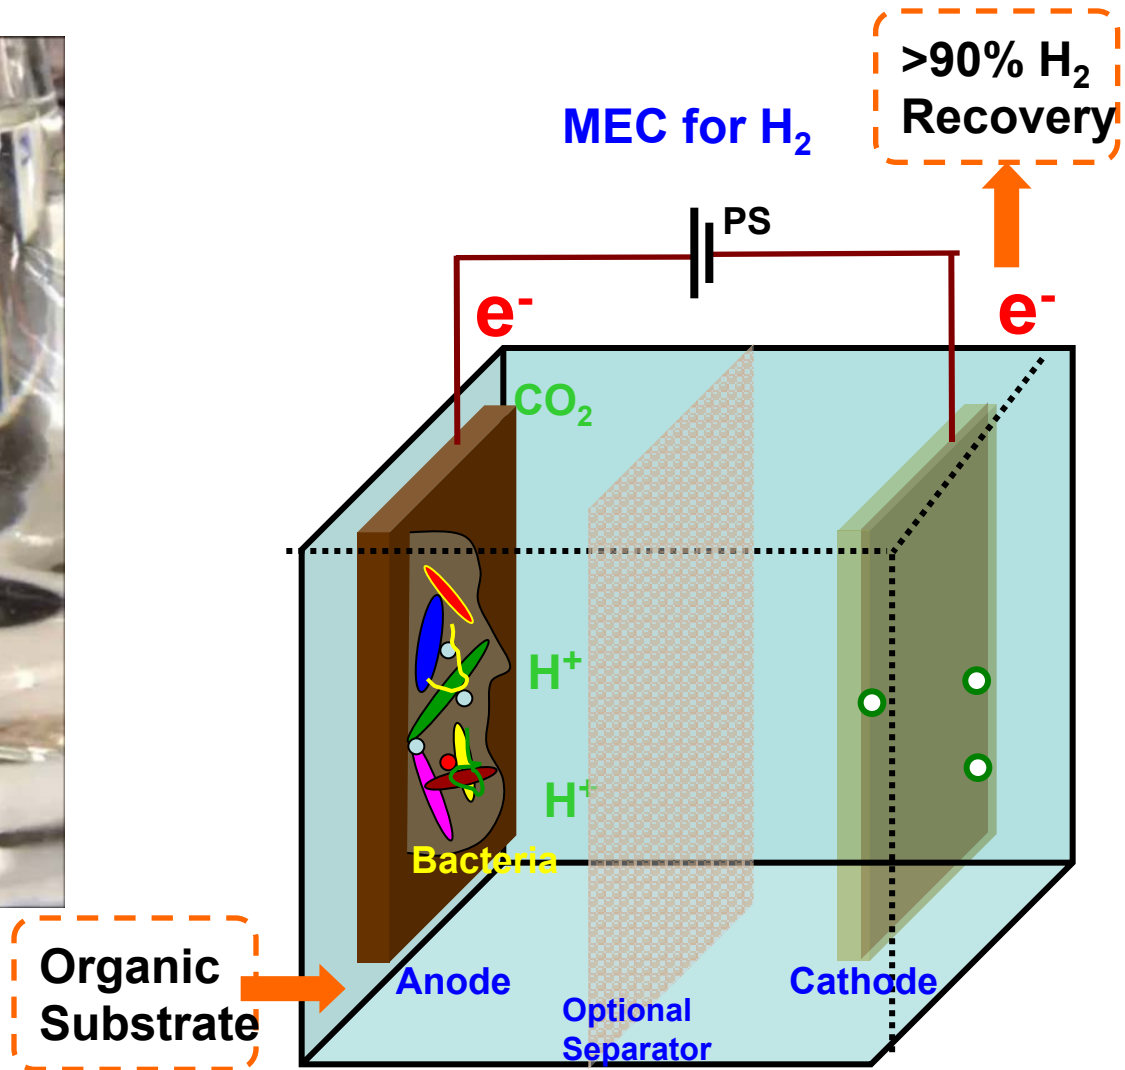 >90% H₂
Recovery
MEC for H₂
PS
e⁻
e⁻
CO₂
H⁺
H⁺
Bacteria
Organic
Substrate
Anode
Cathode
Optional
Separator